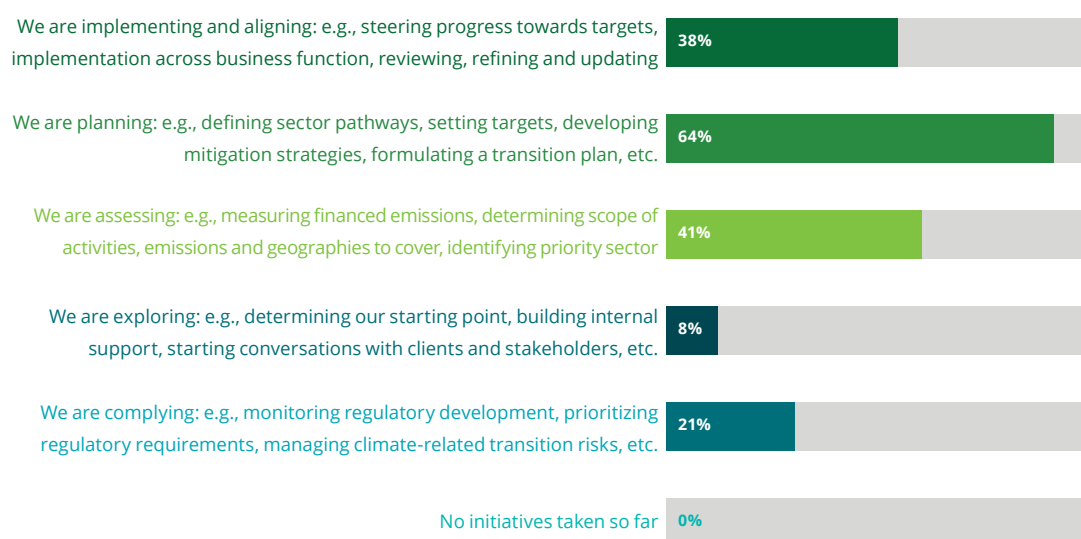 We are implementing and aligning: e.g., steering progress towards targets,
implementation across business function, reviewing, refining and updating
38%
We are planning: e.g., defining sector pathways, setting targets, developing
mitigation strategies, formulating a transition plan, etc.
64%
We are assessing: e.g., measuring financed emissions, determining scope of
activities, emissions and geographies to cover, identifying priority sector
41%
We are exploring: e.g., determining our starting point, building internal
support, starting conversations with clients and stakeholders, etc.
8%
We are complying: e.g., monitoring regulatory development, prioritizing
regulatory requirements, managing climate-related transition risks, etc.
21%
No initiatives taken so far
0%